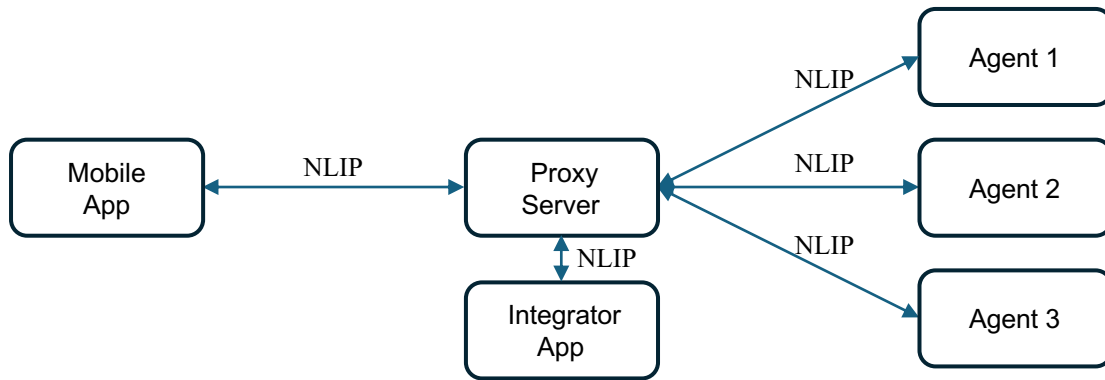 Mobile
App
NLIP
Proxy
Server
NLIP
Integrator
App
NLIP
Agent 1
NLIP
Agent 2
NLIP
Agent 3